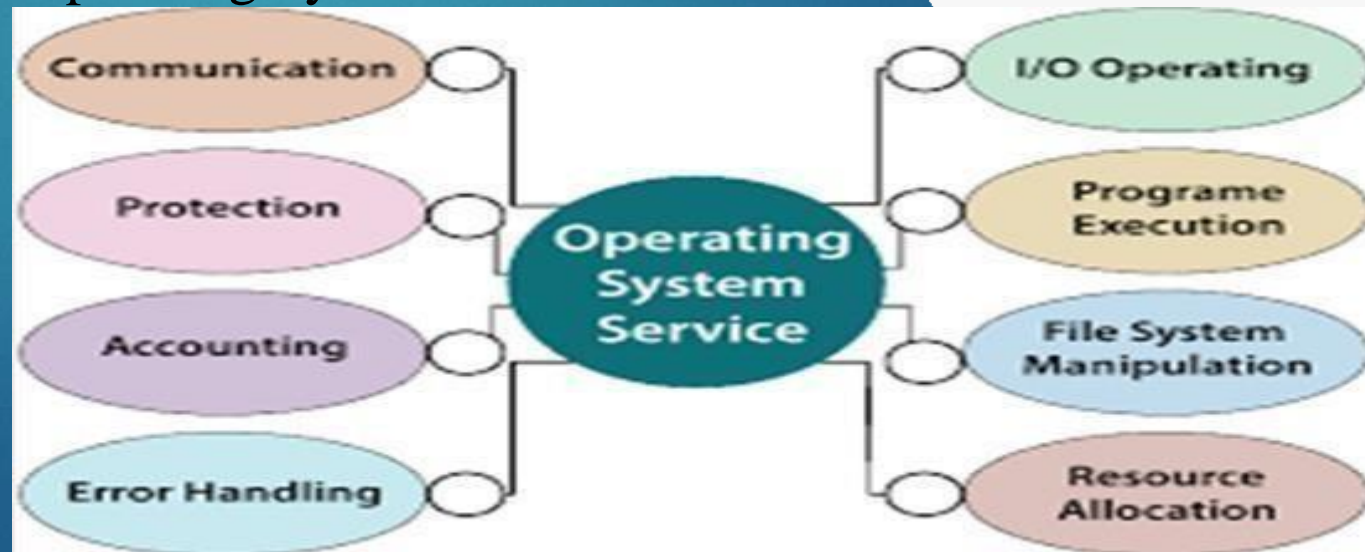 Communication
Protection
Accounting
Error Handling
Operating
System
Service
I/O Operating
Programe
Execution
File System
Manipulation
Resource
Allocation